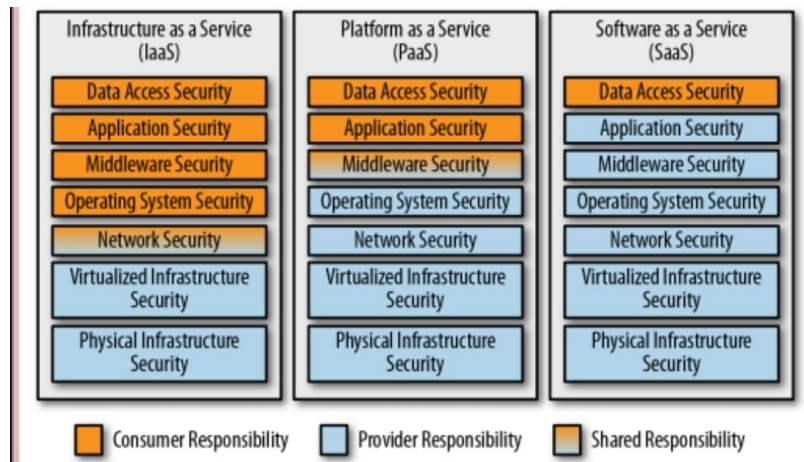 Infrastructure as a Service
(IaaS)
Data Access Security
Application Security
Middleware Security
Operating System Security
Network Security
Virtualized Infrastructure
Security
Physical Infrastructure
Security
Platform as a Service
(PaaS)
Data Access Security
Application Security
Middleware Security
Operating System Security
Network Security
Virtualized Infrastructure
Security
Physical Infrastructure
Security
Software as a Service
(SaaS)
Data Access Security
Application Security
Middleware Security
Operating System Security
Network Security
Virtualized Infrastructure
Security
Physical Infrastructure
Security
Consumer Responsibility
Provider Responsibility
Shared Responsibility